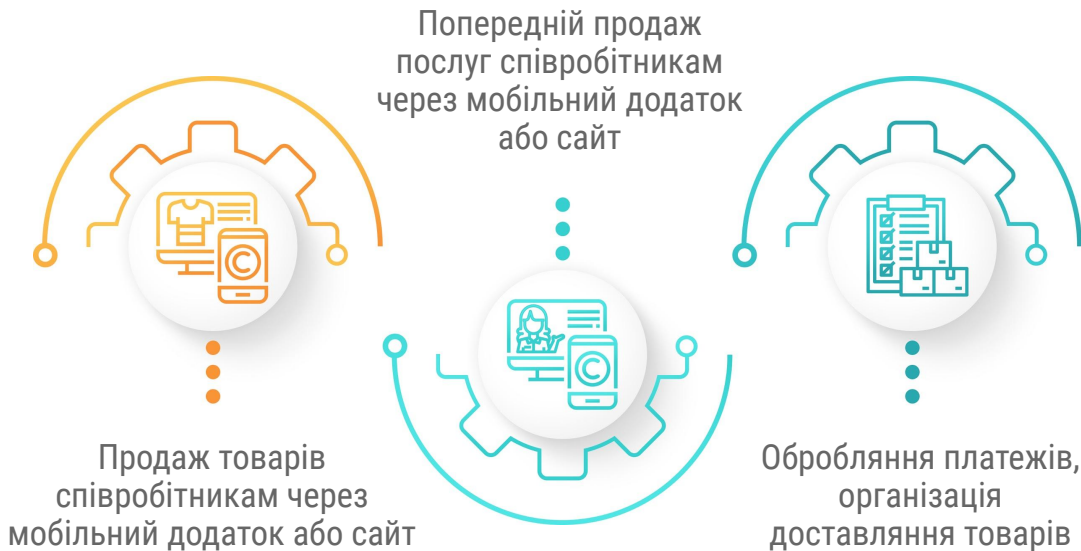 Попередній продаж
послуг співробітникам
через мобільний додаток
або сайт
Продаж товарів
співробітникам через
мобільний додаток або сайт
Обробляння платежів,
організація
доставляння товарів